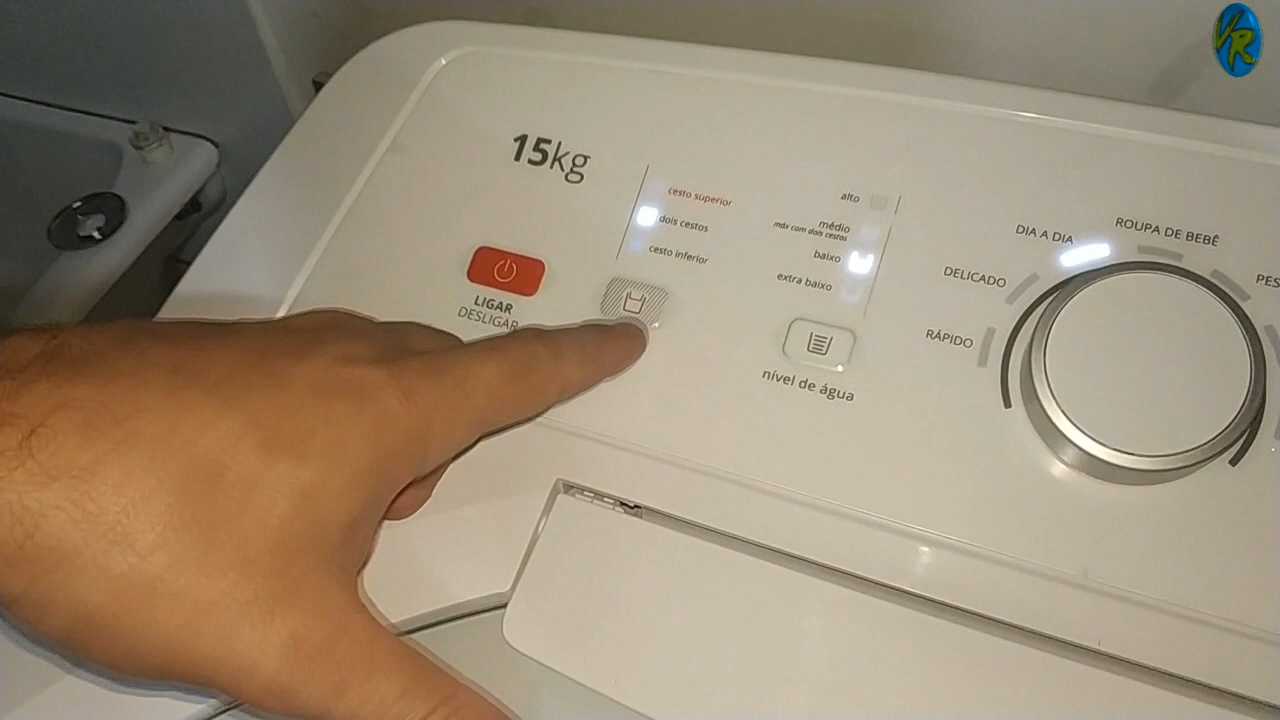 VR
15kg
cesto superior
dois cestos
cesto inferior
LIGAR
DESLIGAR
alto
médio
máx com dois cestos
baixo
extra baixo
nível de água
RÁPIDO
DELICADO
DIA A DIA
ROUPA DE BEBÊ